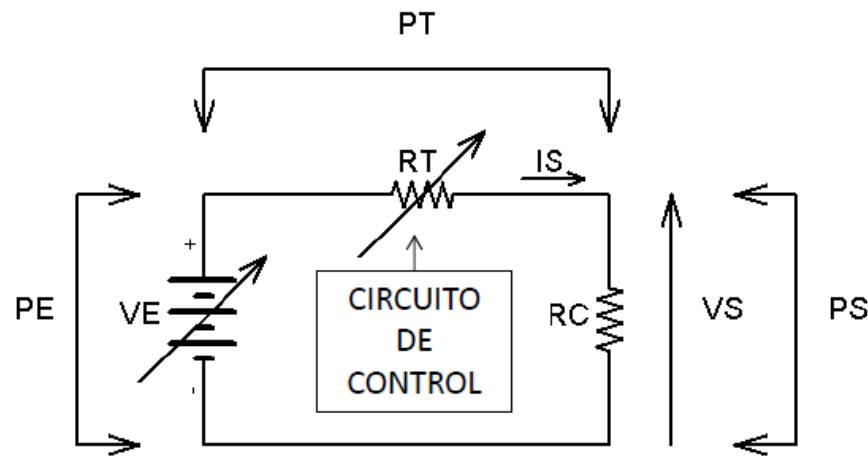 PT
RT
IS
+
PE
VE
CIRCUITO
DE
CONTROL
RC
VS
PS
-